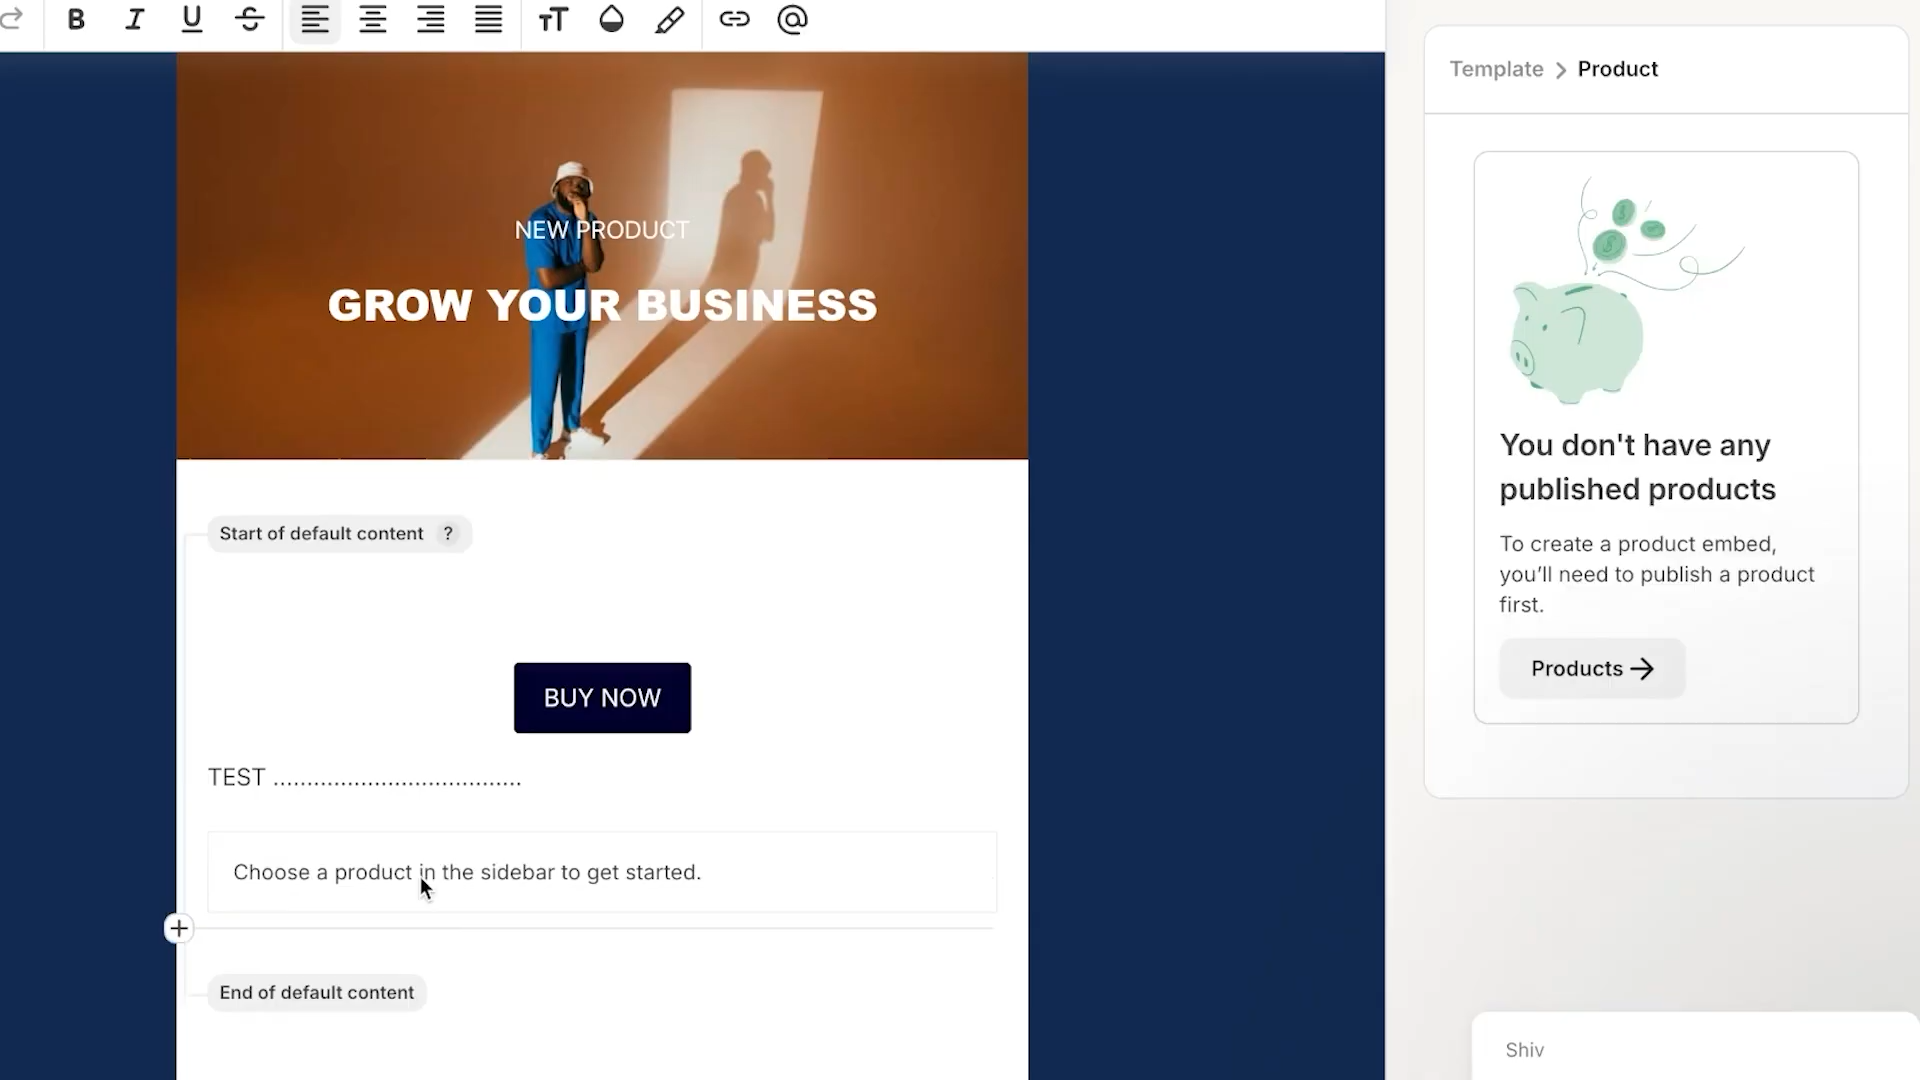 B I U S
Template > Product
NEW PRODUCT
GROW YOUR BUSINESS
You don't have any
published products
To create a product embed,
you’ll need to publish a product
first.
Products →
Start of default content ?
BUY NOW
TEST .....................................
Choose a product in the sidebar to get started.
End of default content
Shiv